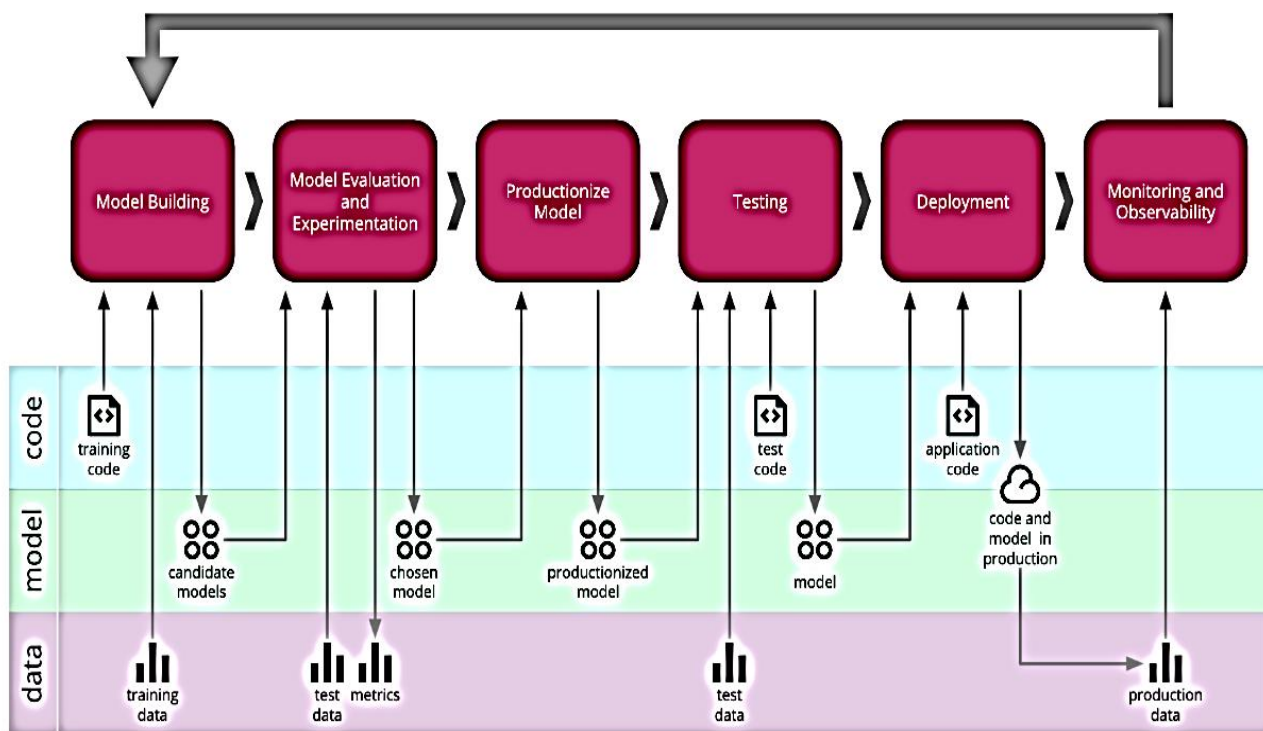 Model Building
Model Evaluation
and
Experimentation
Productionize
Model
Testing
Deployment
Monitoring and
Observability
code
training
code
test
code
application
code
model
candidate
models
chosen
model
productionized
model
model
code and
model in
production
data
training
data
test
data
metrics
test
data
production
data